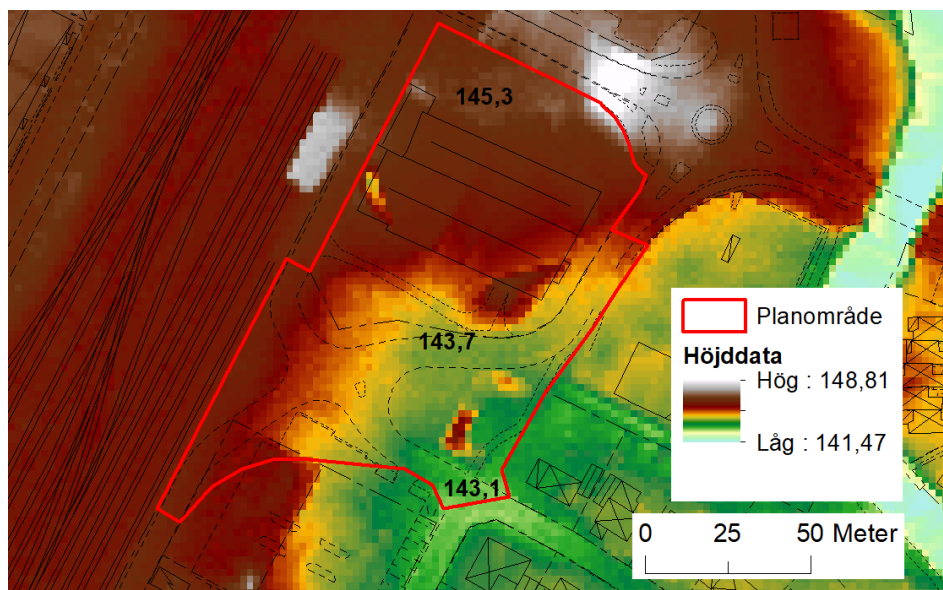 145,3
143,7
143,1
Planområde
Höjddata
Hög : 148,81
Låg : 141,47
0 25 50 Meter